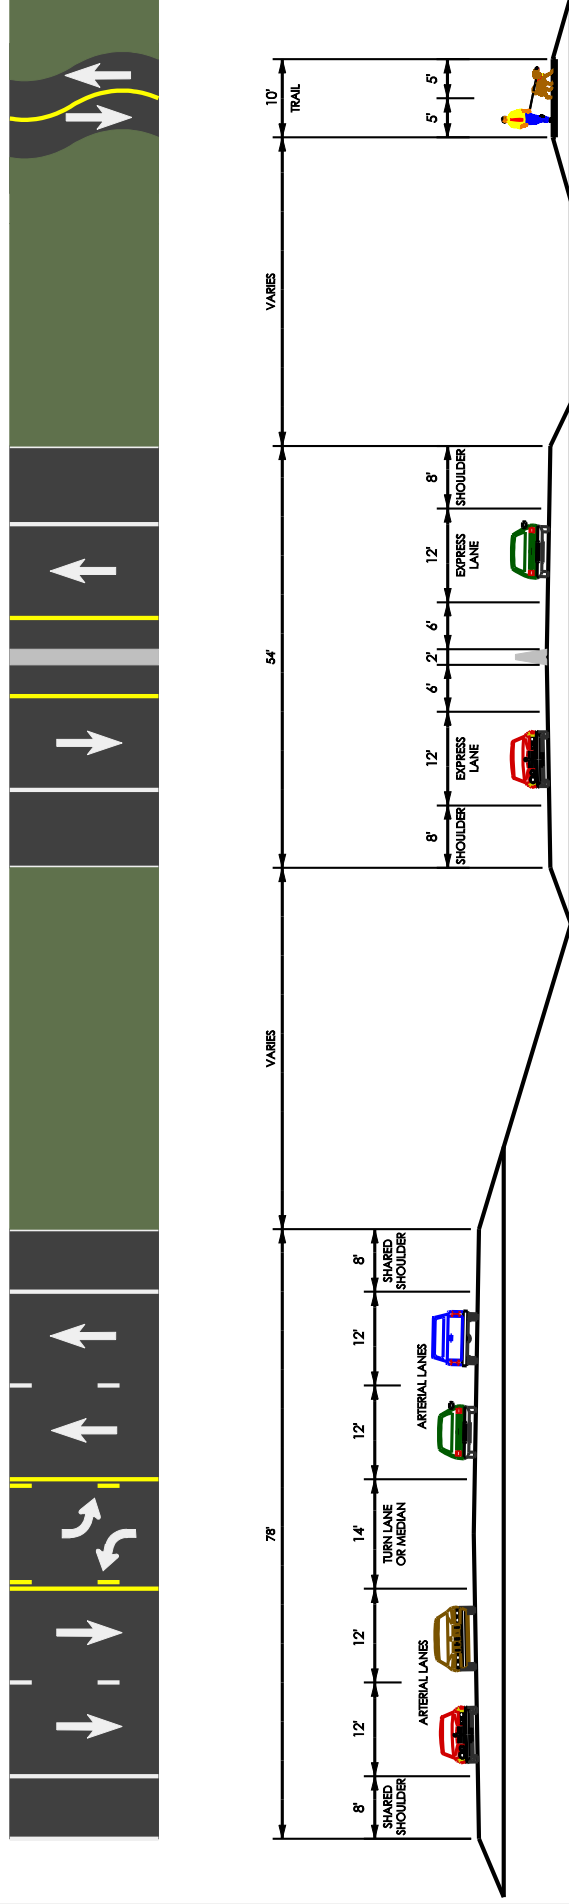 78'
VARIES
54'
VARIES
10'
TRAIL
8'
SHARED
SHOULDER
12'
12'
ARTERIAL LANES
14'
TURN LANE
OR MEDIAN
12'
12'
ARTERIAL LANES
8'
SHARED
SHOULDER
8'
SHOULDER
12'
EXPRESS
LANE
6'
2'
6'
12'
EXPRESS
LANE
8'
SHOULDER
5'
5'